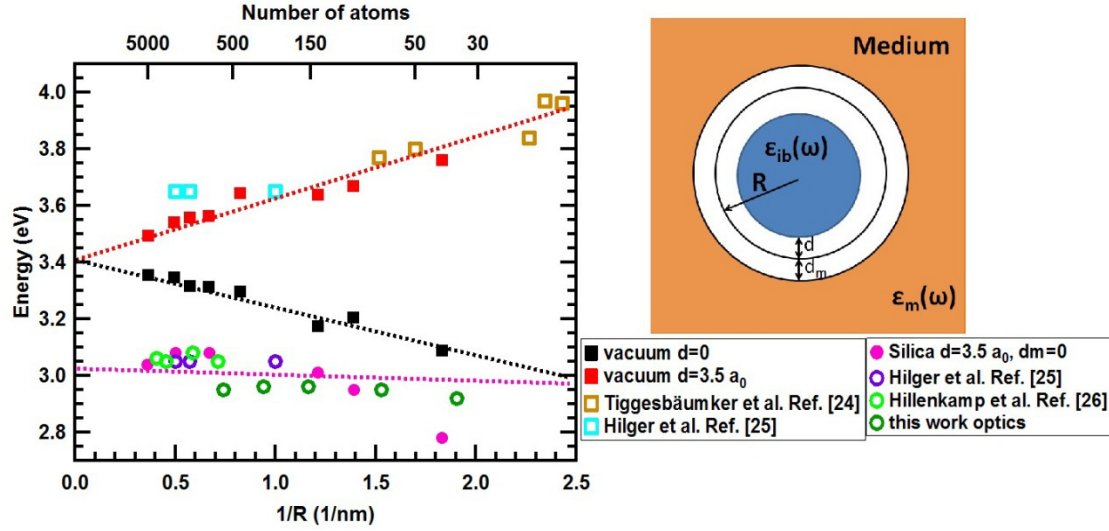 Number of atoms
5000 500 150 50 30
4.0
3.8
3.6
3.4
3.2
3.0
2.8
Energy (eV)
0.0 0.5 1.0 1.5 2.0 2.5
1/R (1/nm)
Medium
εib(ω)
R
d
dm
εm(ω)
vacuum d=0
vacuum d=3.5 a0
Tiggesbäumker et al. Ref. [24]
Hilger et al. Ref. [25]
Silica d=3.5 a0, dm=0
Hilger et al. Ref. [25]
Hillenkamp et al. Ref. [26]
this work optics